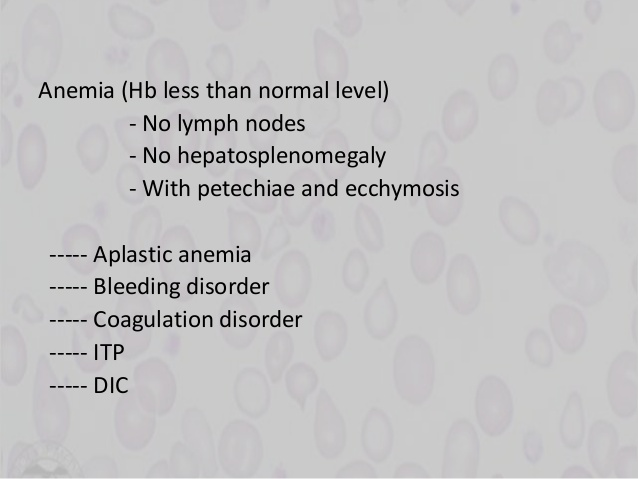 Anemia (Hb less than normal level)
- No lymph nodes
- No hepatosplenomegaly
- With petechiae and ecchymosis
----- Aplastic anemia
----- Bleeding disorder
----- Coagulation disorder
----- ITP
----- DIC